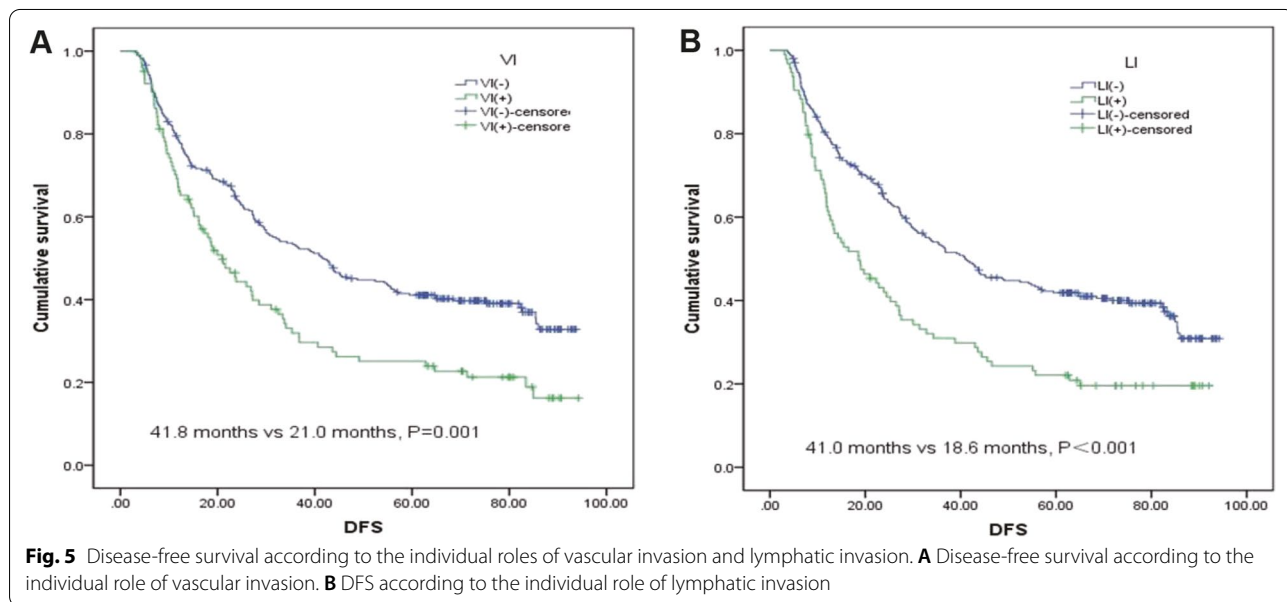 A
VI
VI(-)
VI(+)
VI(-)-censore
VI(+)-censore
1.0
0.8
0.6
0.4
0.2
0.0
Cumulative survival
41.8 months vs 21.0 months, P=0.001
.00 20.00 40.00 60.00 80.00 100.00
DFS
B
LI
LI(-)
LI(+)
LI(-)-censored
LI(+)-censored
1.0
0.8
0.6
0.4
0.2
0.0
Cumulative survival
41.0 months vs 18.6 months, P<0.001
.00 20.00 40.00 60.00 80.00 100.00
DFS
Fig. 5 Disease-free survival according to the individual roles of vascular invasion and lymphatic invasion. A Disease-free survival according to the
individual role of vascular invasion. B DFS according to the individual role of lymphatic invasion